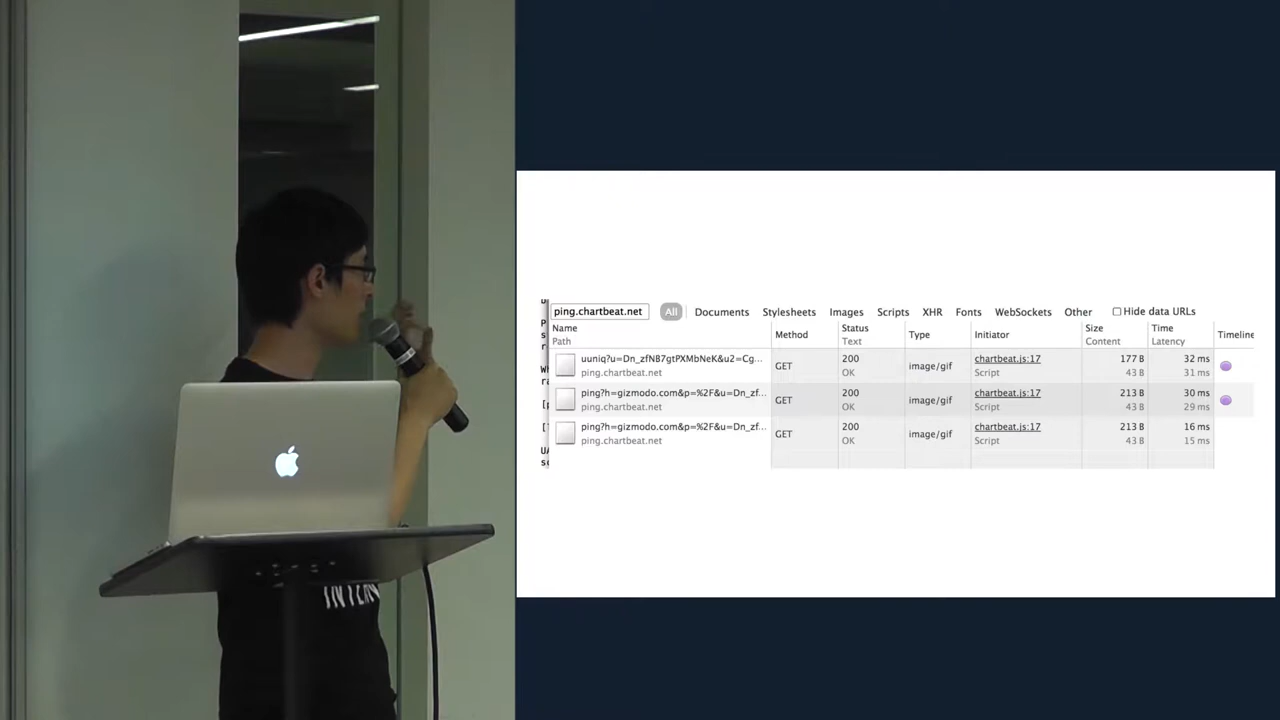 ping.chartbeat.net All Documents Stylesheets Images Scripts XHR Fonts WebSockets Other Hide data URLs
Name Method Status Type Initiator Size Time Timeline
Path Text Content Latency
uuniq?u=Dn_zfNB7gtPXMbNeK&u2=Cg... GET 200 image/gif chartbeat.js:17 177 B 32 ms
ping.chartbeat.net OK Script 43 B 31 ms
ping?h=gizmodo.com&p=%2F&u=Dn_zf... GET 200 image/gif chartbeat.js:17 213 B 30 ms
ping.chartbeat.net OK Script 43 B 29 ms
ping?h=gizmodo.com&p=%2F&u=Dn_zf... GET 200 image/gif chartbeat.js:17 213 B 16 ms
ping.chartbeat.net OK Script 43 B 15 ms